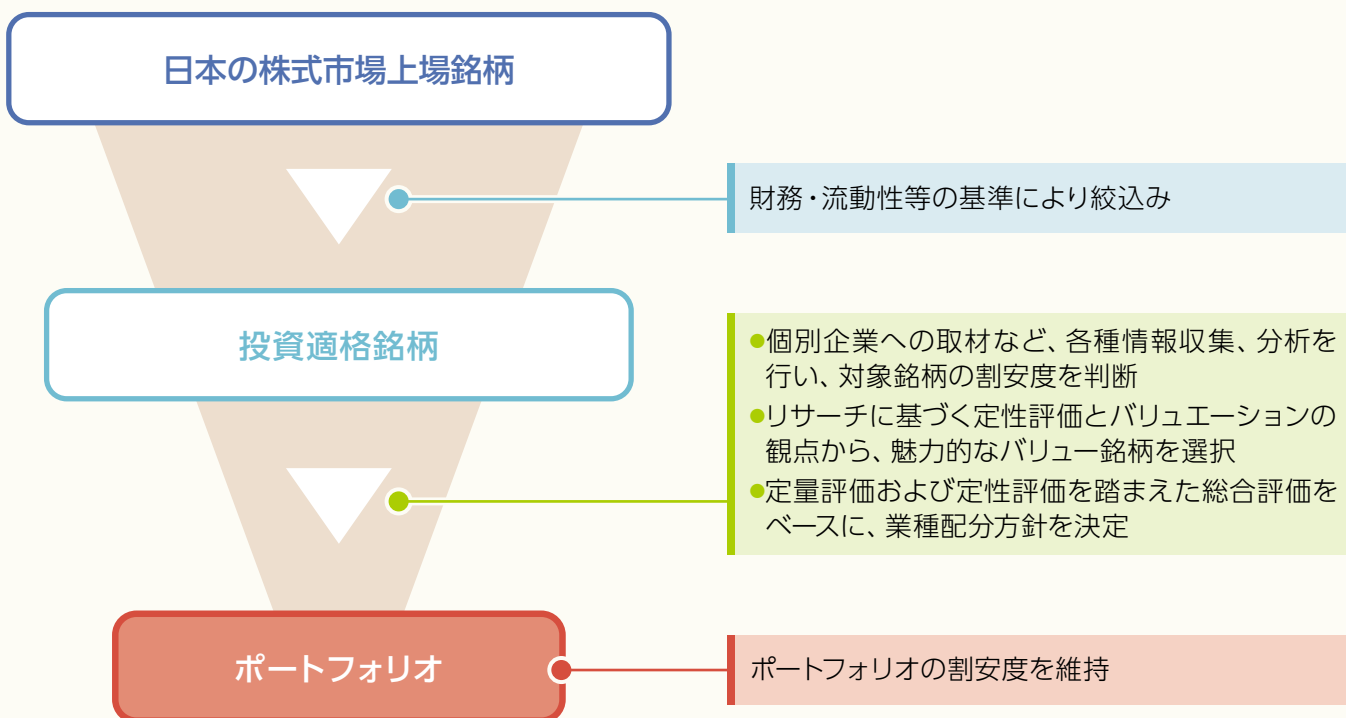 日本の株式市場上場銘柄
財務・流動性等の基準により絞込み
投資適格銘柄
●個別企業への取材など、各種情報収集、分析を
行い、対象銘柄の割安度を判断
●リサーチに基づく定性評価とバリュエーションの
観点から、魅力的なバリュー銘柄を選択
●定量評価および定性評価を踏まえた総合評価を
ベースに、業種配分方針を決定
ポートフォリオ
ポートフォリオの割安度を維持